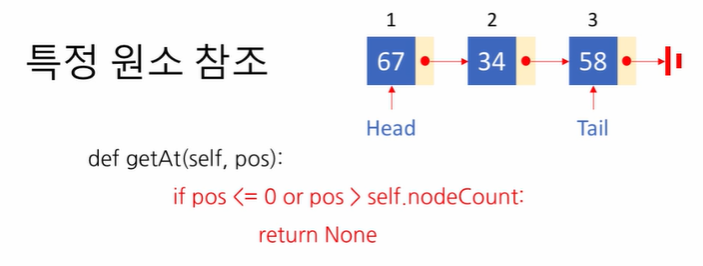 특정 원소 참조
1 2 3
67 34 58
Head Tail
def getAt(self, pos):
if pos <= 0 or pos > self.nodeCount:
return None